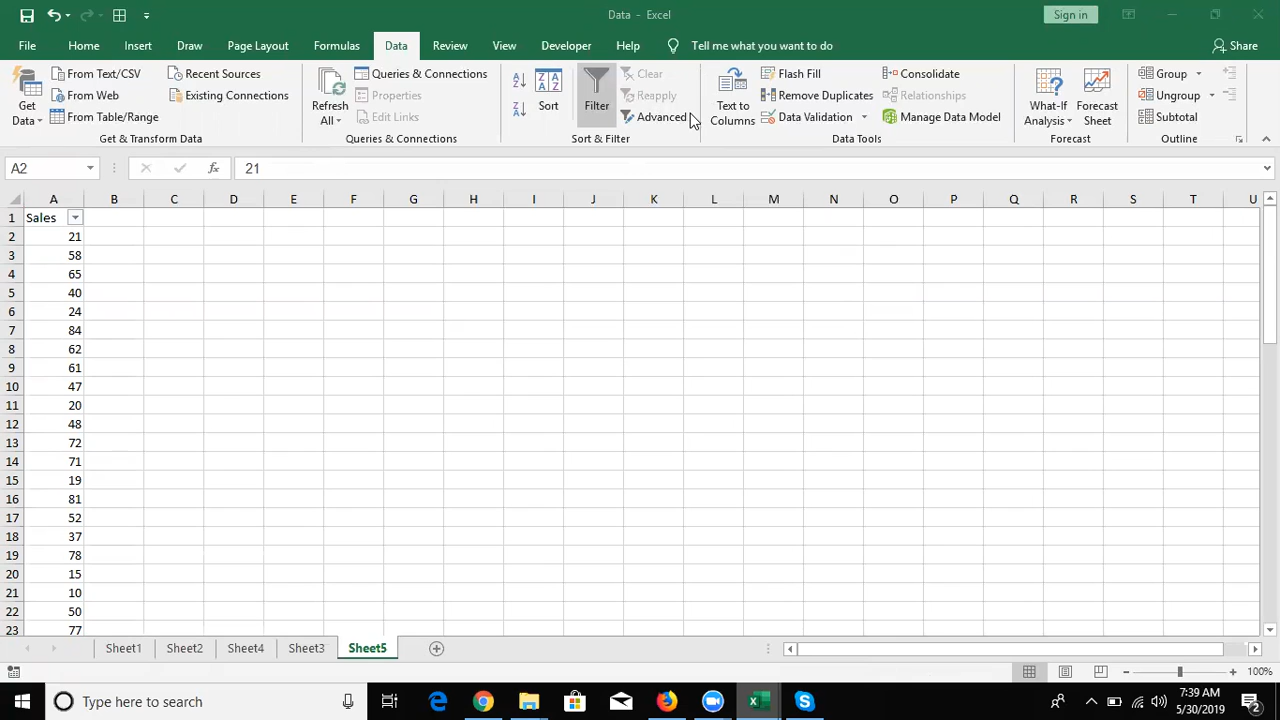 Data - Excel
Sign in
File Home Insert Draw Page Layout Formulas Data Review View Developer Help Tell me what you want to do Share
Get Data
From Text/CSV
From Web
From Table/Range
Recent Sources
Existing Connections
Get & Transform Data
Refresh All
Queries & Connections
Properties
Edit Links
Queries & Connections
Sort
Filter
Clear
Reapply
Advanced
Sort & Filter
Text to Columns
Flash Fill
Remove Duplicates
Data Validation
Consolidate
Relationships
Manage Data Model
Data Tools
What-If Analysis
Forecast Sheet
Forecast
Group
Ungroup
Subtotal
Outline
A2 fx 21
A B C D E F G H I J K L M N O P Q R S T U
1 Sales
2 21
3 58
4 65
5 40
6 24
7 84
8 62
9 61
10 47
11 20
12 48
13 72
14 71
15 19
16 81
17 52
18 37
19 78
20 15
21 10
22 50
23 77
Sheet1 Sheet2 Sheet4 Sheet3 Sheet5
100%
Type here to search
7:39 AM
5/30/2019
2